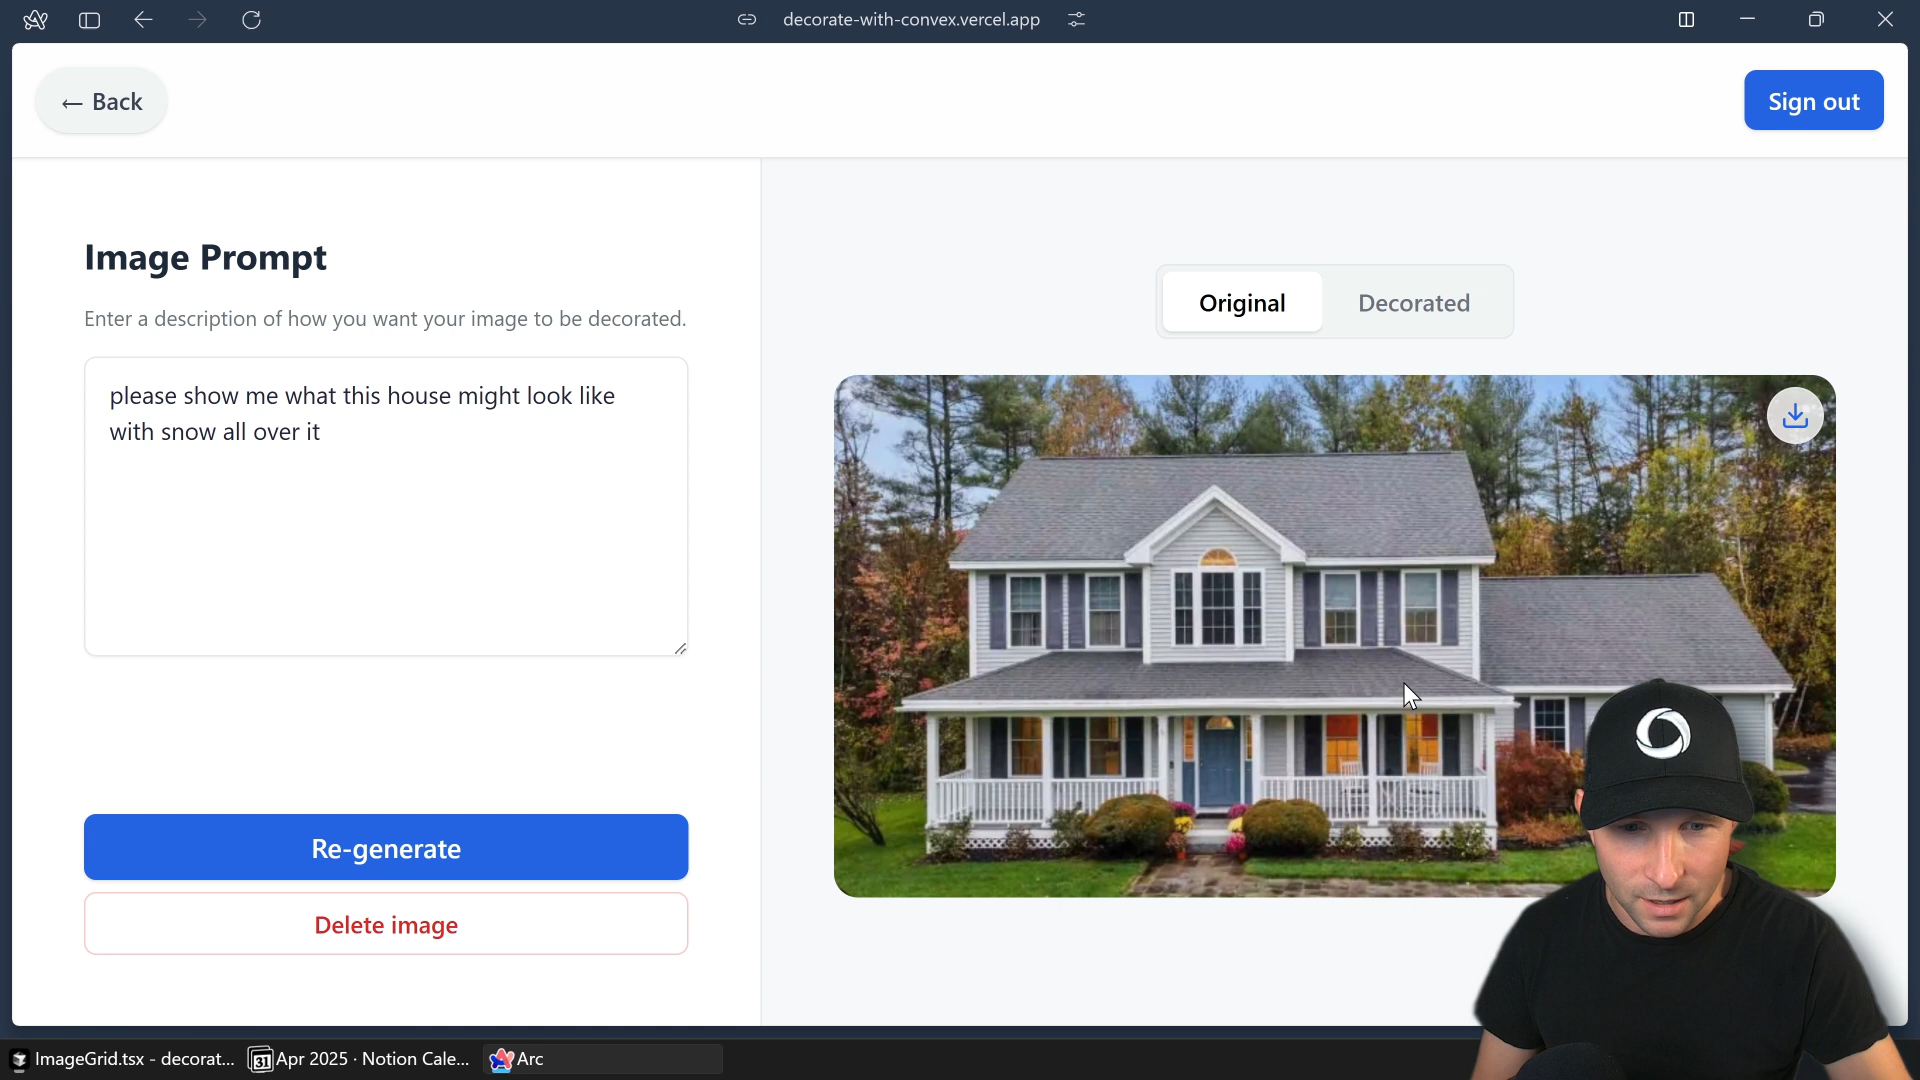 decorate-with-convex.vercel.app
← Back
Sign out
Image Prompt
Enter a description of how you want your image to be decorated.
please show me what this house might look like
with snow all over it
Re-generate
Delete image
Original
Decorated
ImageGrid.tsx - decorat...
31
Apr 2025 · Notion Cale...
Arc